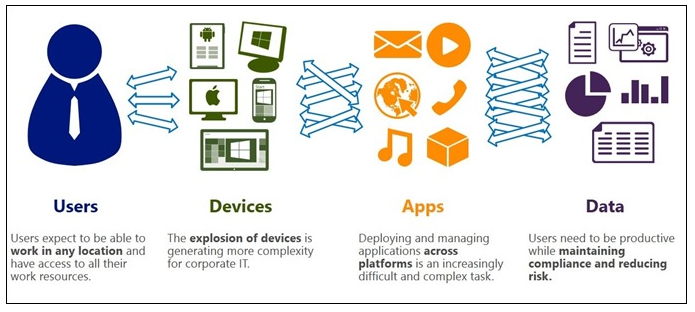 Start
Users
Devices
Apps
Data
Users expect to be able to
work in any location and
have access to all their
work resources.
The explosion of devices is
generating more complexity
for corporate IT.
Deploying and managing
applications across
platforms is an increasingly
difficult and complex task.
Users need to be productive
while maintaining
compliance and reducing
risk.